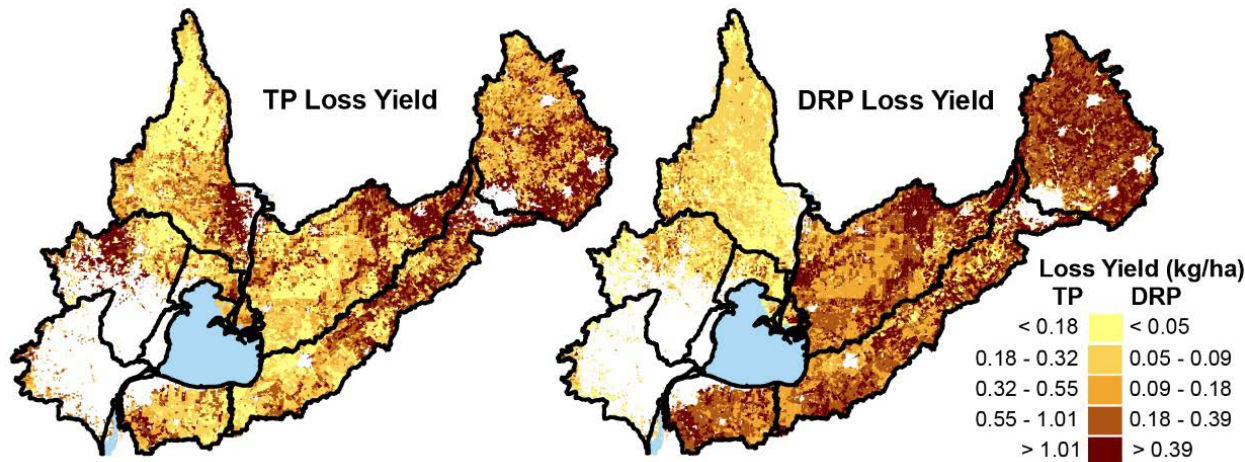 TP Loss Yield
DRP Loss Yield
Loss Yield (kg/ha)
TP DRP
< 0.18 < 0.05
0.18 - 0.32 0.05 - 0.09
0.32 - 0.55 0.09 - 0.18
0.55 - 1.01 0.18 - 0.39
> 1.01 > 0.39